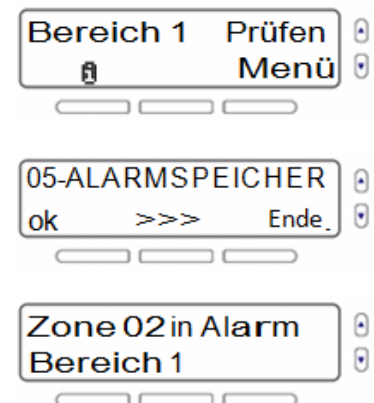 Bereich 1 Prüfen
Menü
05-ALARMSPEICHER
ok >>> Ende.
Zone 02 in Alarm
Bereich 1